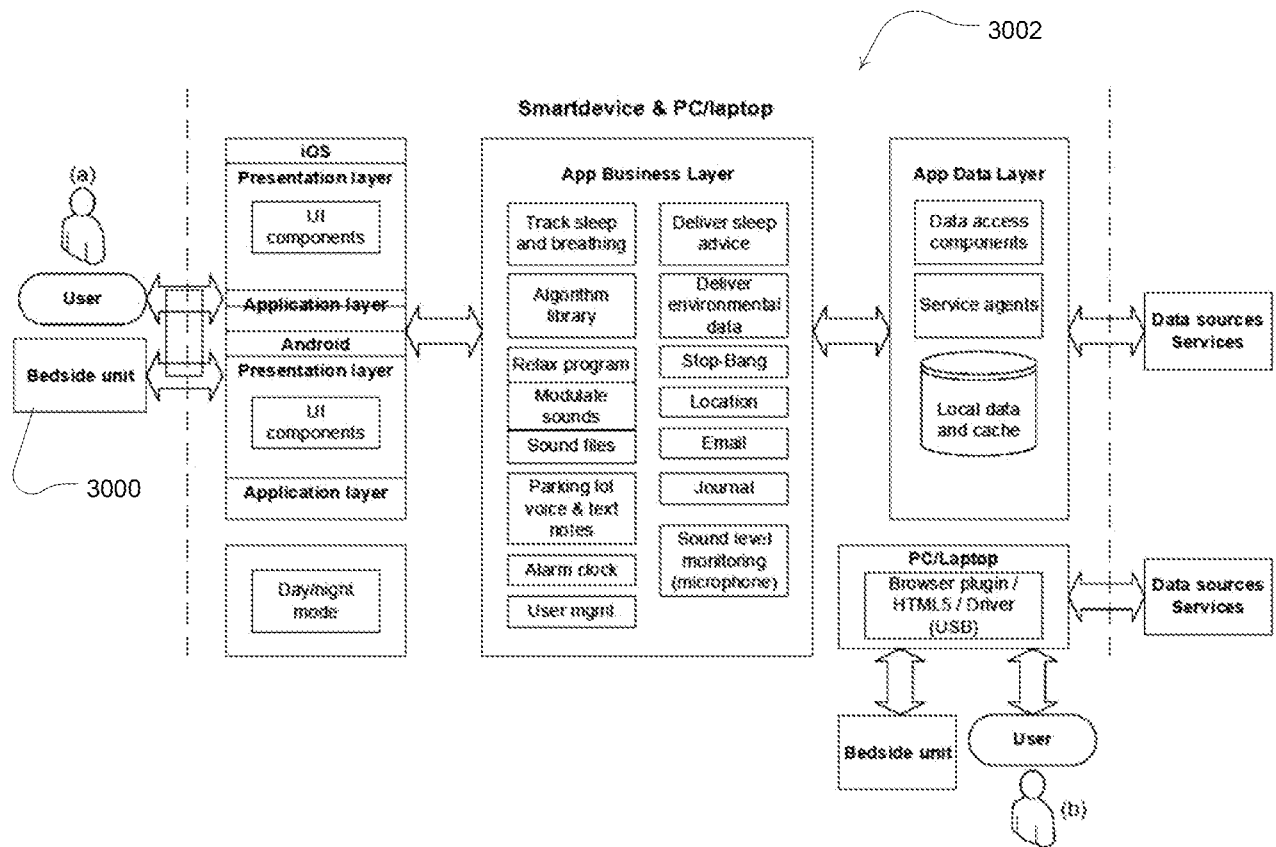 3002
Smartdevice & PC/laptop
(a)
User
Bedside unit
3000
iOS
Presentation layer
UI
components
Application layer
Android
Presentation layer
UI
components
Application layer
Day/night
mode
App Business Layer
Track sleep
and breathing
Algorithm
library
Relax program
Modulate
sounds
Sound files
Parking lot
voice & text
notes
Alarm clock
User mgmt
Deliver sleep
advice
Deliver
environmental
data
Stop-Bang
Location
Email
Journal
Sound level
monitoring
(microphone)
App Data Layer
Data access
components
Service agents
Local data
and cache
Data sources
Services
PC/Laptop
Browser plugin /
HTML5 / Driver
(USB)
Data sources
Services
Bedside unit
User
(b)